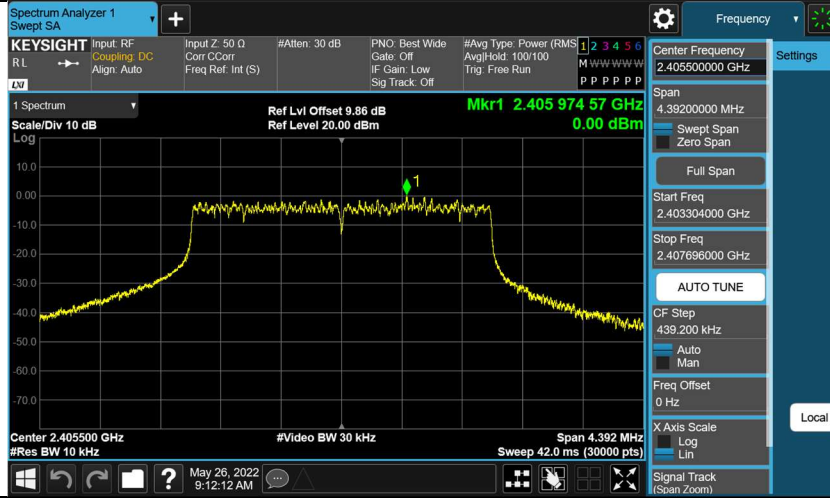 Spectrum Analyzer 1
Swept SA
Frequency
KEYSIGHT
RL
LXI
Input: RF
Coupling: DC
Align: Auto
Input Z: 50 Ω
Corr CCorr
Freq Ref: Int (S)
#Atten: 30 dB
PNO: Best Wide
Gate: Off
IF Gain: Low
Sig Track: Off
#Avg Type: Power (RMS
Avg|Hold: 100/100
Trig: Free Run
1 2 3 4 5 6
M W W W W W
P P P P P P
1 Spectrum
Scale/Div 10 dB
Log
Ref Lvl Offset 9.86 dB
Ref Level 20.00 dBm
Mkr1 2.405 974 57 GHz
0.00 dBm
1
10.0
0.00
-10.0
-20.0
-30.0
-40.0
-50.0
-60.0
-70.0
Center 2.405500 GHz
#Res BW 10 kHz
#Video BW 30 kHz
Span 4.392 MHz
Sweep 42.0 ms (30000 pts)
May 26, 2022
9:12:12 AM
?
Center Frequency
2.405500000 GHz
Span
4.39200000 MHz
Swept Span
Zero Span
Full Span
Start Freq
2.403304000 GHz
Stop Freq
2.407696000 GHz
AUTO TUNE
CF Step
439.200 kHz
Auto
Man
Freq Offset
0 Hz
X Axis Scale
Log
Lin
Signal Track
(Span Zoom)
Settings
Local